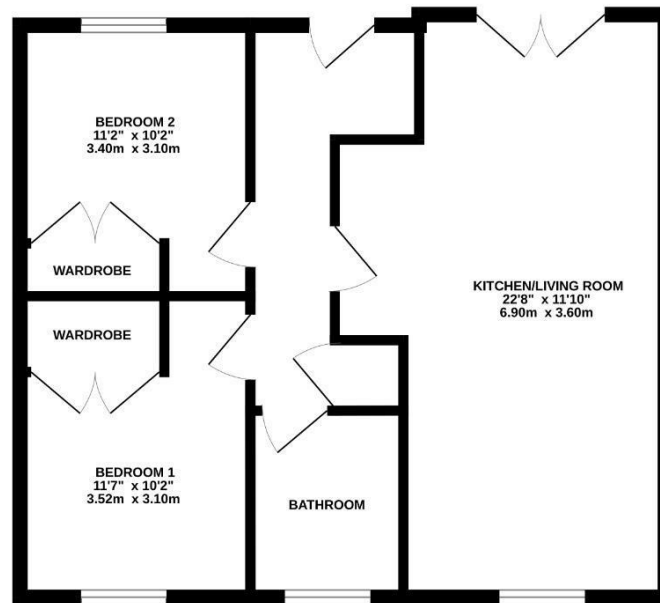 BEDROOM 2
11'2" x 10'2"
3.40m x 3.10m
WARDROBE
WARDROBE
BEDROOM 1
11'7" x 10'2"
3.52m x 3.10m
BATHROOM
KITCHEN/LIVING ROOM
22'8" x 11'10"
6.90m x 3.60m